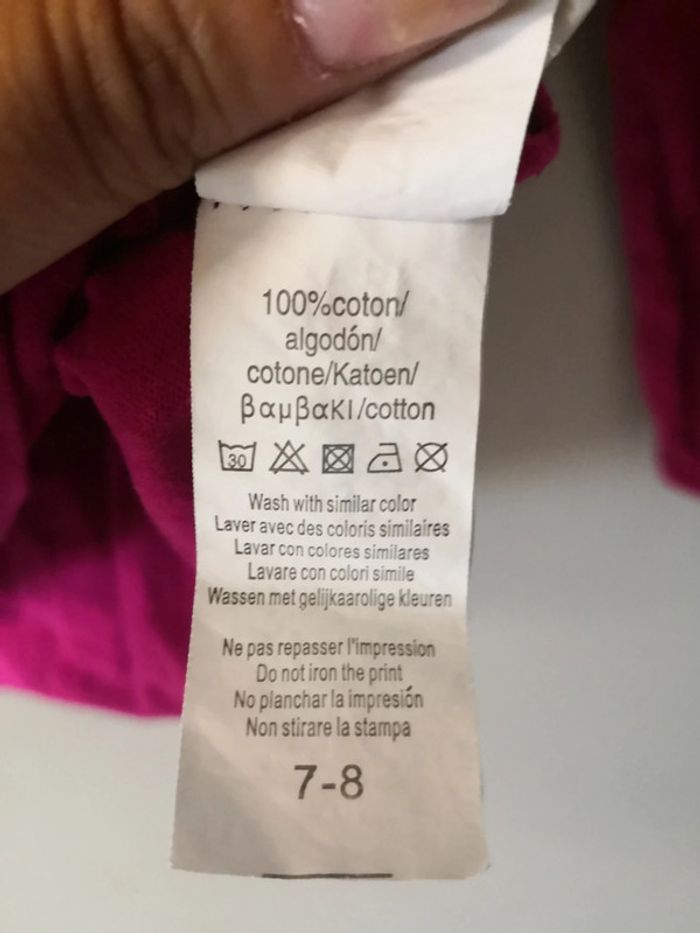 100%coton/
algodón/
cotone/Katoen/
βαμβακι/cotton
30
Wash with similar color
Laver avec des coloris similaires
Lavar con colores similares
Lavare con colori simile
Wassen met gelijkaarolige kleuren
Ne pas repasser l'impression
Do not iron the print
No planchar la impresión
Non stirare la stampa
7-8